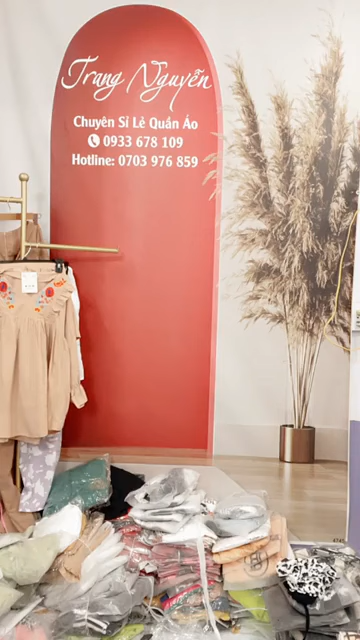 Trang Nguyễn
Chuyên Sỉ Lẻ Quần Áo
0933 678 109
Hotline: 0703 976 859